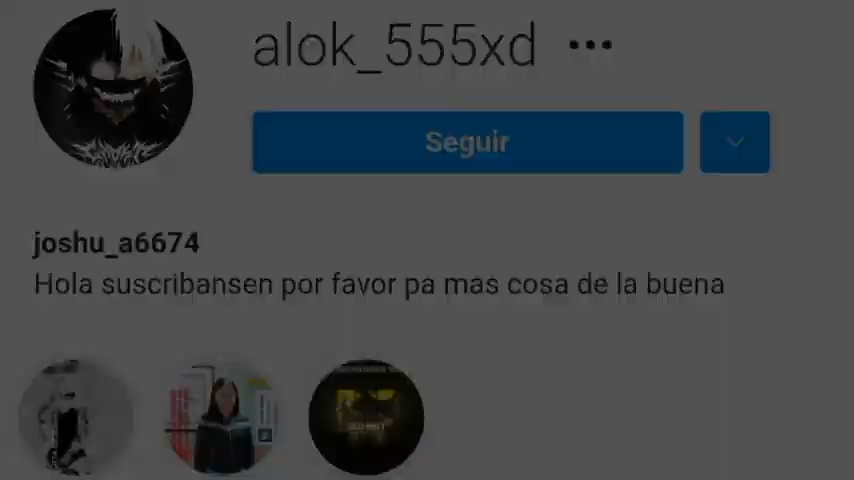 alok_555xd
Seguir
joshu_a6674
Hola suscribansen por favor pa mas cosa de la buena